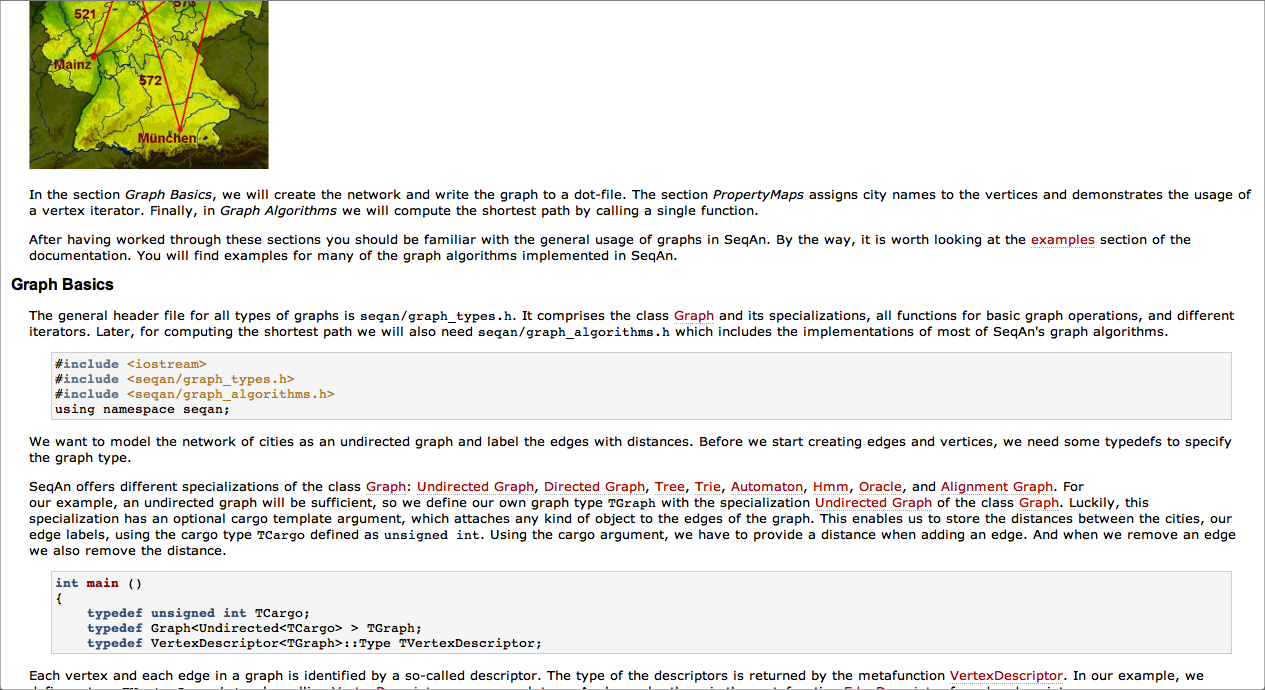 521
573
Mainz
572
München
In the section Graph Basics, we will create the network and write the graph to a dot-file. The section PropertyMaps assigns city names to the vertices and demonstrates the usage of
a vertex iterator. Finally, in Graph Algorithms we will compute the shortest path by calling a single function.
After having worked through these sections you should be familiar with the general usage of graphs in SeqAn. By the way, it is worth looking at the examples section of the
documentation. You will find examples for many of the graph algorithms implemented in SeqAn.
Graph Basics
The general header file for all types of graphs is seqan/graph_types.h. It comprises the class Graph and its specializations, all functions for basic graph operations, and different
iterators. Later, for computing the shortest path we will also need seqan/graph_algorithms.h which includes the implementations of most of SeqAn's graph algorithms.
#include <iostream>
#include <seqan/graph_types.h>
#include <seqan/graph_algorithms.h>
using namespace seqan;
We want to model the network of cities as an undirected graph and label the edges with distances. Before we start creating edges and vertices, we need some typedefs to specify
the graph type.
SeqAn offers different specializations of the class Graph: Undirected Graph, Directed Graph, Tree, Trie, Automaton, Hmm, Oracle, and Alignment Graph. For
our example, an undirected graph will be sufficient, so we define our own graph type TGraph with the specialization Undirected Graph of the class Graph. Luckily, this
specialization has an optional cargo template argument, which attaches any kind of object to the edges of the graph. This enables us to store the distances between the cities, our
edge labels, using the cargo type TCargo defined as unsigned int. Using the cargo argument, we have to provide a distance when adding an edge. And when we remove an edge
we also remove the distance.
int main ()
{
    typedef unsigned int TCargo;
    typedef Graph<Undirected<TCargo> > TGraph;
    typedef VertexDescriptor<TGraph>::Type TVertexDescriptor;
Each vertex and each edge in a graph is identified by a so-called descriptor. The type of the descriptors is returned by the metafunction VertexDescriptor. In our example, we